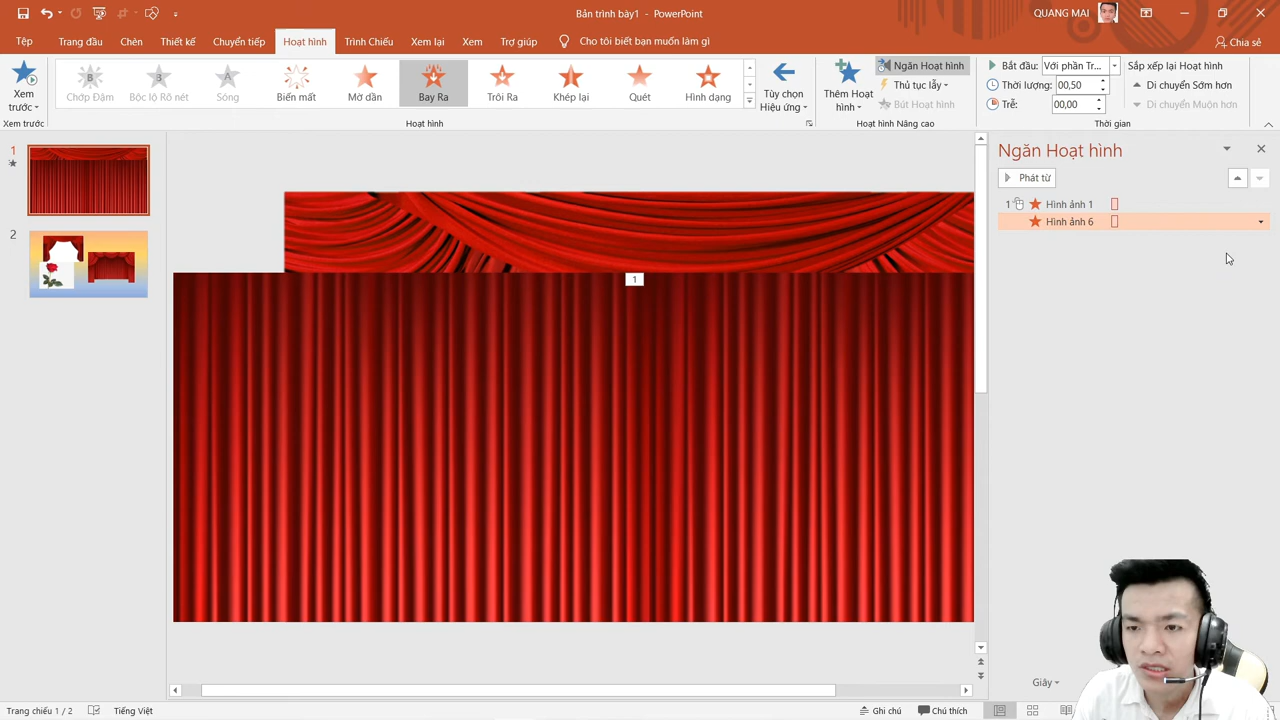 Bản trình bày1 - PowerPoint
QUANG MAI
Tệp
Trang đầu
Chèn
Thiết kế
Chuyển tiếp
Hoạt hình
Trình Chiếu
Xem lại
Xem
Trợ giúp
Cho tôi biết bạn muốn làm gì
Chia sẻ
Xem trước
Chớp Đậm
Bộc lộ Rõ nét
Sóng
Biến mất
Mờ dần
Bay Ra
Trôi Ra
Khép lại
Quét
Hình dạng
Tùy chọn Hiệu ứng
Thêm Hoạt hình
Ngăn Hoạt hình
Thủ tục lẫy
Bút Hoạt hình
Bắt đầu: Với phần Tr...
Thời lượng: 00,50
Trễ: 00,00
Sắp xếp lại Hoạt hình
Di chuyển Sớm hơn
Di chuyển Muộn hơn
Xem trước
Hoạt hình
Hoạt hình Nâng cao
Thời gian
1
2
1
Ngăn Hoạt hình
Phát từ
1 Hình ảnh 1
Hình ảnh 6
Giây
Trang chiếu 1 / 2
Tiếng Việt
Ghi chú
Chú thích